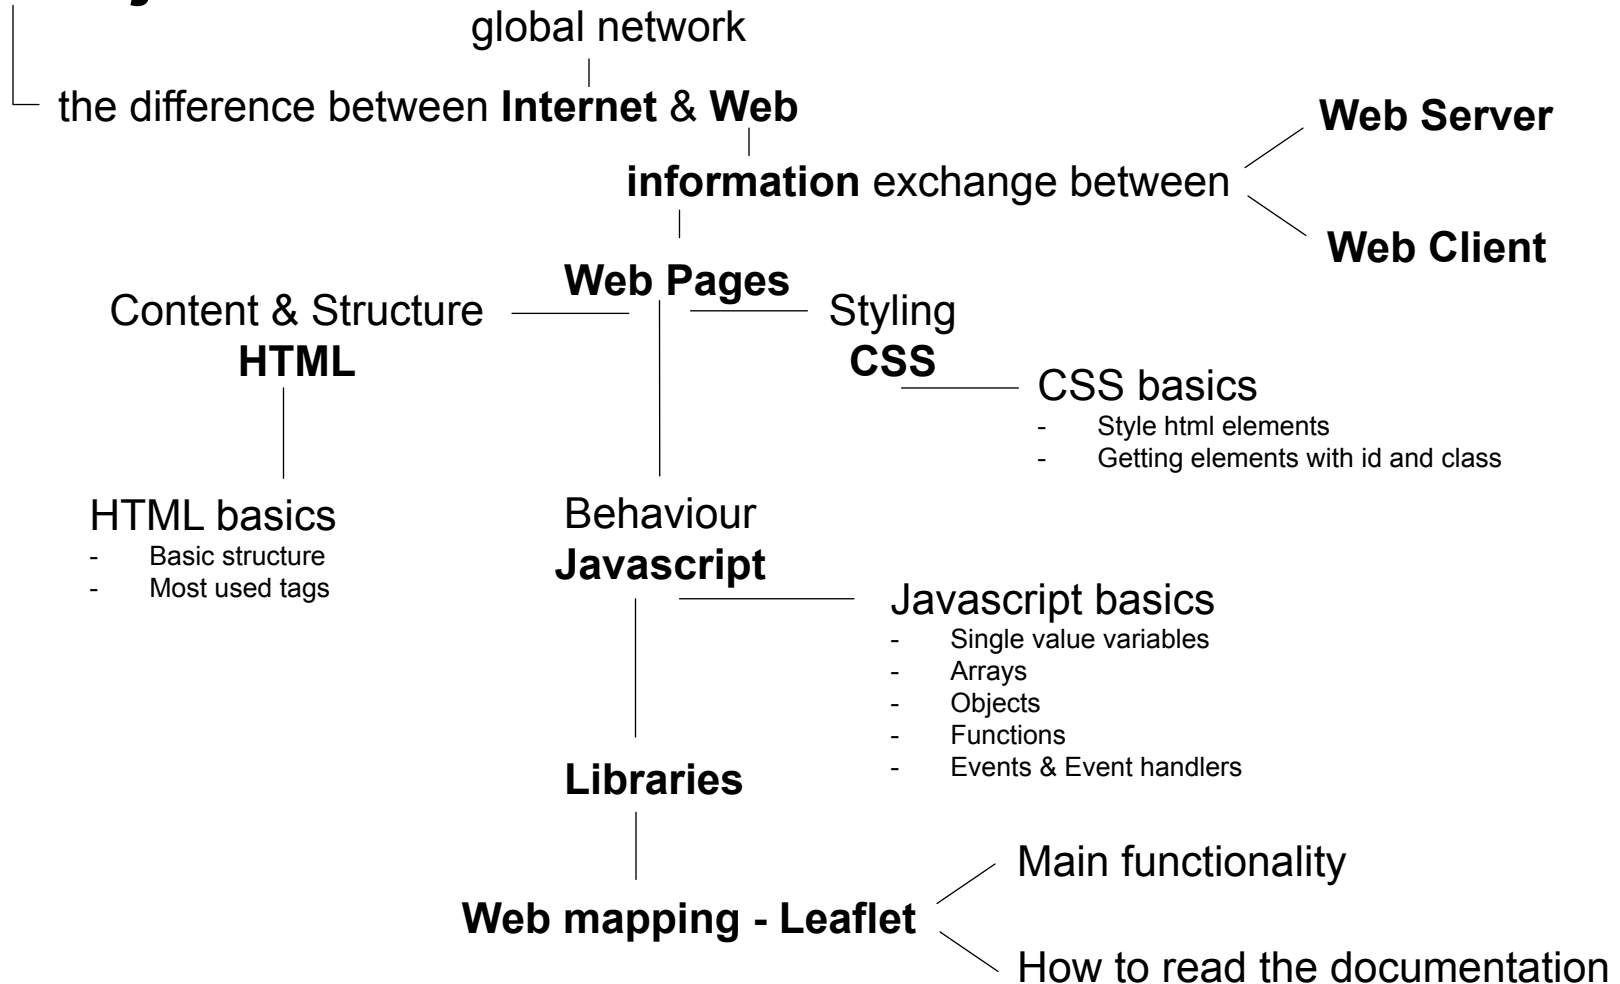 global network
the difference between Internet & Web
Web Server
information exchange between
Web Client
Web Pages
Content & Structure
HTML
Styling
CSS
CSS basics
- Style html elements
- Getting elements with id and class
HTML basics
- Basic structure
- Most used tags
Behaviour
Javascript
Javascript basics
- Single value variables
- Arrays
- Objects
- Functions
- Events & Event handlers
Libraries
Main functionality
Web mapping - Leaflet
How to read the documentation